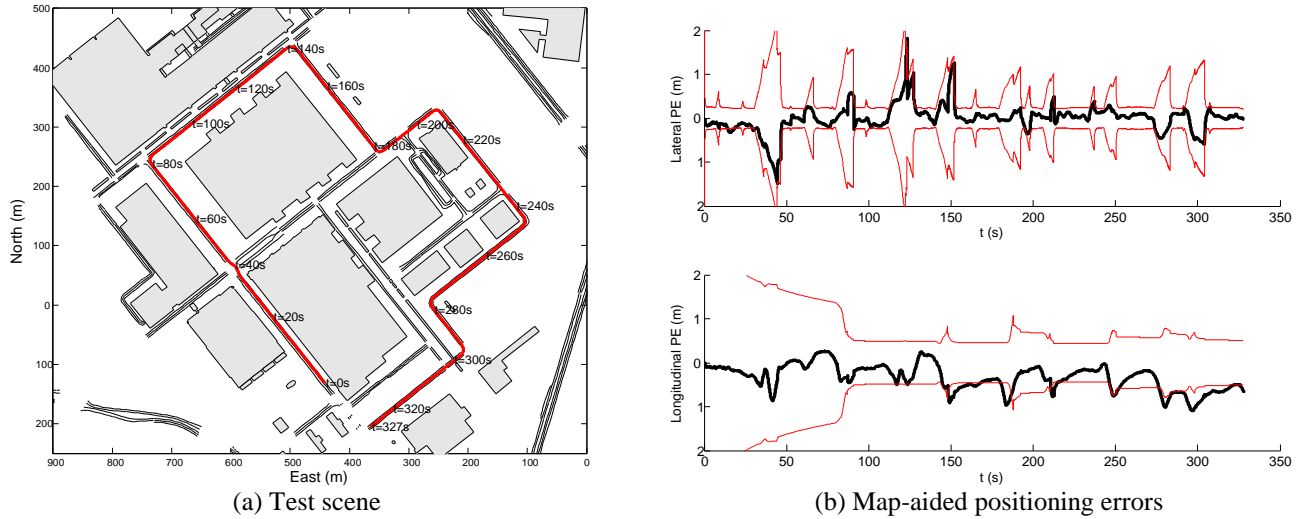 500
400
300
200
100
0
100
200
North (m)
900
800
700
600
500
400
300
200
100
0
East (m)
t=140s
t=160s
t=120s
t=100s
t=80s
t=200s
t=180s
t=220s
t=60s
t=240s
t=40s
t=260s
t=20s
t=280s
t=300s
t=0s
t=320s
t=327s
(a) Test scene
2
1
0
1
2
Lateral PE (m)
0
50
100
150
200
250
300
350
t (s)
2
1
0
1
2
Longitudinal PE (m)
0
50
100
150
200
250
300
350
t (s)
(b) Map-aided positioning errors